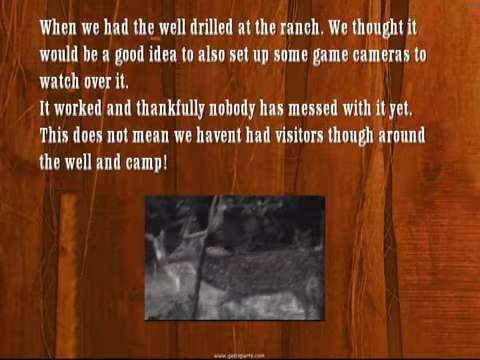 When we had the well drilled at the ranch. We thought it
would be a good idea to also set up some game cameras to
watch over it.
It worked and thankfully nobody has messed with it yet.
This does not mean we havent had visitors though around
the well and camp!